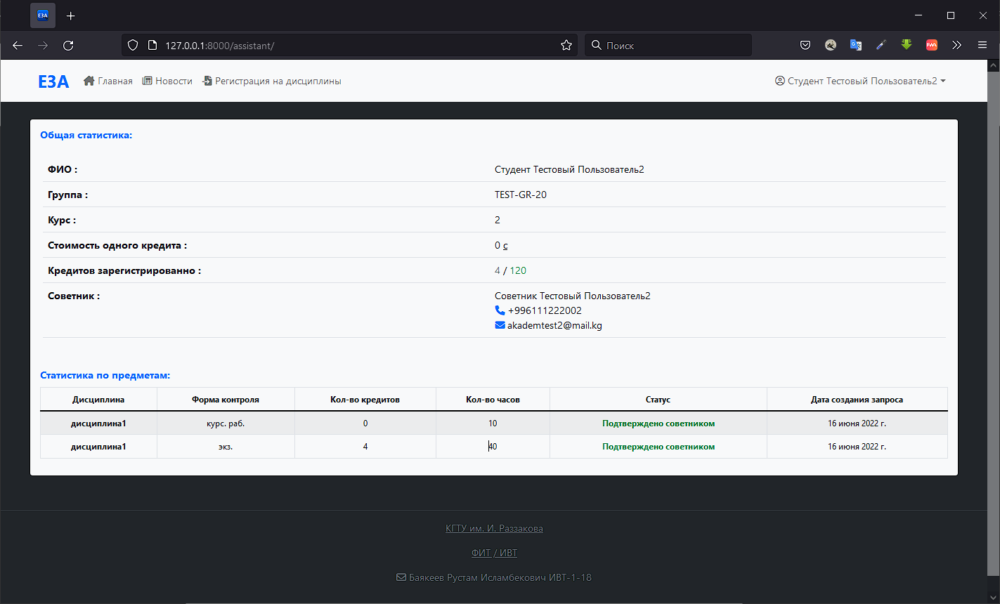 E3A
127.0.0.1:8000/assistant/
Поиск
E3A
Главная
Новости
Регистрация на дисциплины
Студент Тестовый Пользователь2
Общая статистика:
ФИО : Студент Тестовый Пользователь2
Группа : TEST-GR-20
Курс : 2
Стоимость одного кредита : 0 с
Кредитов зарегистрированно : 4 / 120
Советник : Советник Тестовый Пользователь2
+996111222002
akademtest2@mail.kg
Статистика по предметам:
Дисциплина Форма контроля Кол-во кредитов Кол-во часов Статус Дата создания запроса
дисциплина1 курс. раб. 0 10 Подтверждено советником 16 июня 2022 г.
дисциплина1 экз. 4 40 Подтверждено советником 16 июня 2022 г.
КГТУ им. И. Раззакова
ФИТ / ИВТ
Баякеев Рустам Исламбекович ИВТ-1-18